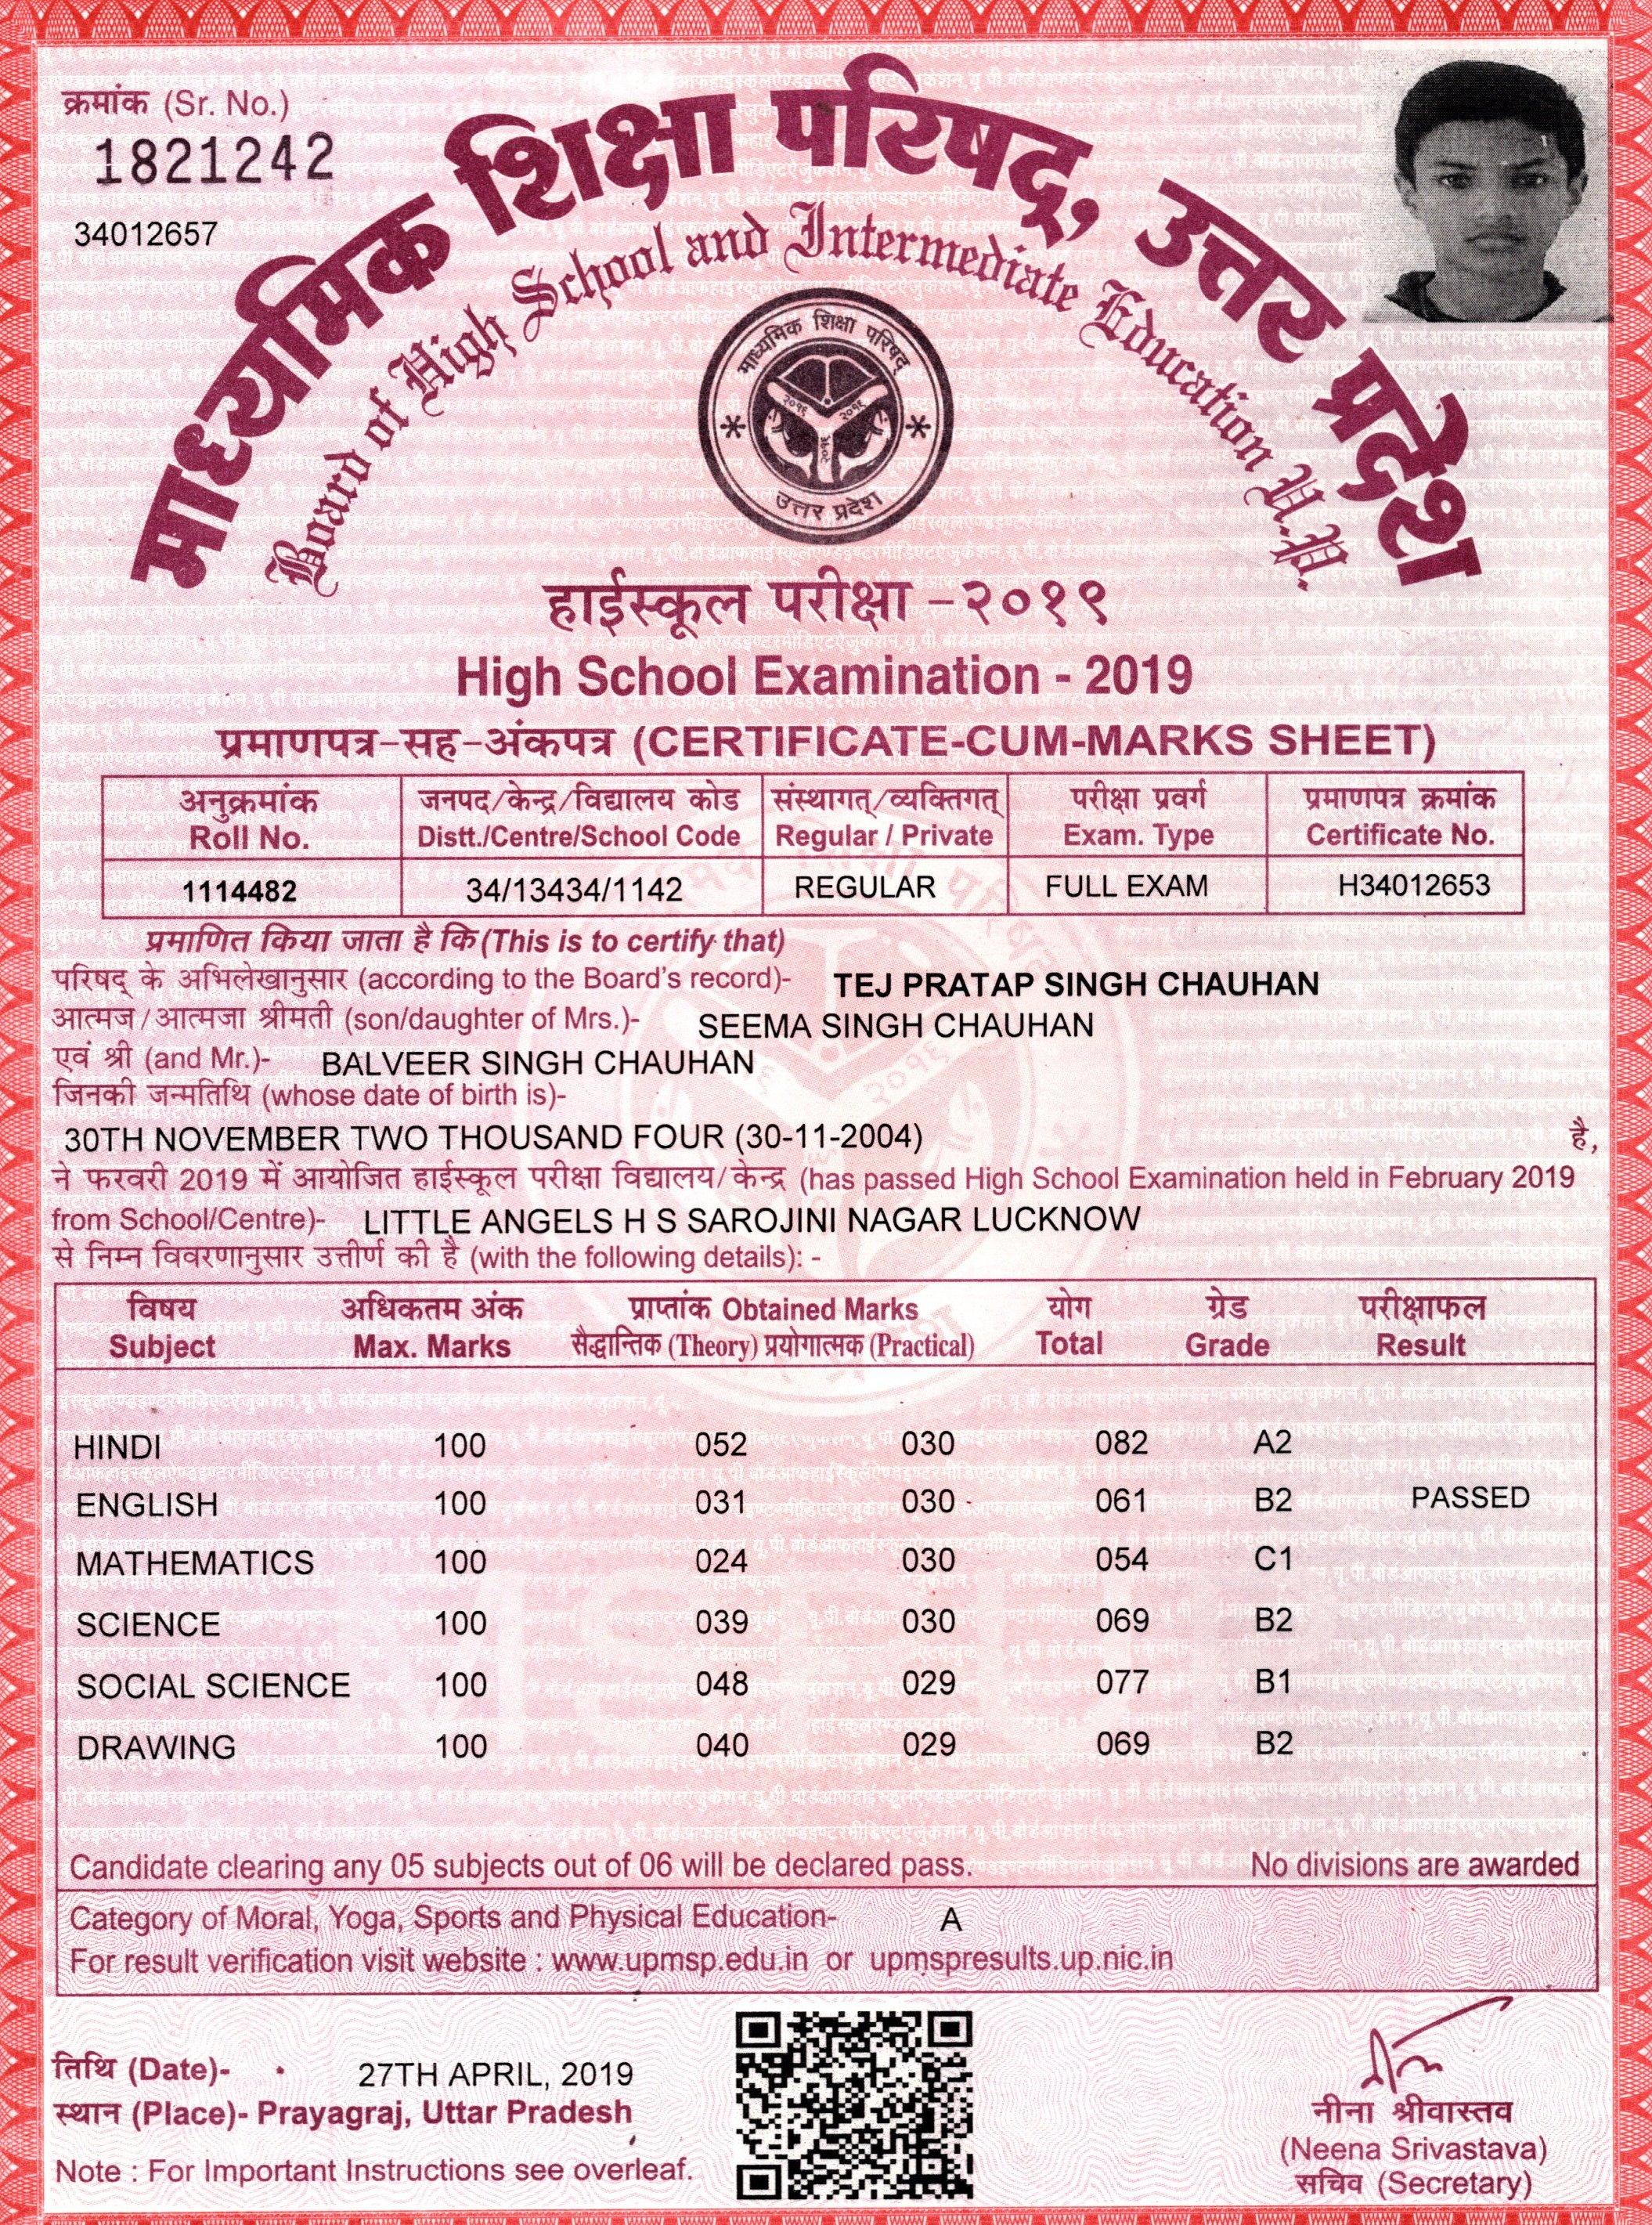 क्रमांक (Sr. No.)
1821242
34012657
माध्यमिक शिक्षा परिषद्, उत्तर प्रदेश
Board of High School and Intermediate Education U.P.
माध्यमिक शिक्षा परिषद्
२०१६ २०१६
उत्तर प्रदेश
हाईस्कूल परीक्षा -२०१९
High School Examination - 2019
प्रमाणपत्र-सह-अंकपत्र (CERTIFICATE-CUM-MARKS SHEET)
अनुक्रमांक जनपद/केन्द्र/विद्यालय कोड संस्थागत्/व्यक्तिगत् परीक्षा प्रवर्ग प्रमाणपत्र क्रमांक
Roll No. Distt./Centre/School Code Regular / Private Exam. Type Certificate No.
1114482 34/13434/1142 REGULAR FULL EXAM H34012653
प्रमाणित किया जाता है कि (This is to certify that)
परिषद् के अभिलेखानुसार (according to the Board's record)- TEJ PRATAP SINGH CHAUHAN
आत्मज/आत्मजा श्रीमती (son/daughter of Mrs.)- SEEMA SINGH CHAUHAN
एवं श्री (and Mr.)- BALVEER SINGH CHAUHAN
जिनकी जन्मतिथि (whose date of birth is)-
30TH NOVEMBER TWO THOUSAND FOUR (30-11-2004) है,
ने फरवरी 2019 में आयोजित हाईस्कूल परीक्षा विद्यालय/केन्द्र (has passed High School Examination held in February 2019
from School/Centre)- LITTLE ANGELS H S SAROJINI NAGAR LUCKNOW
से निम्न विवरणानुसार उत्तीर्ण की है (with the following details): -
विषय अधिकतम अंक प्राप्तांक Obtained Marks योग ग्रेड परीक्षाफल
Subject Max. Marks सैद्धान्तिक (Theory) प्रयोगात्मक (Practical) Total Grade Result
HINDI 100 052 030 082 A2
ENGLISH 100 031 030 061 B2 PASSED
MATHEMATICS 100 024 030 054 C1
SCIENCE 100 039 030 069 B2
SOCIAL SCIENCE 100 048 029 077 B1
DRAWING 100 040 029 069 B2
Candidate clearing any 05 subjects out of 06 will be declared pass. No divisions are awarded
Category of Moral, Yoga, Sports and Physical Education- A
For result verification visit website : www.upmsp.edu.in or upmspresults.up.nic.in
तिथि (Date)- 27TH APRIL, 2019
स्थान (Place)- Prayagraj, Uttar Pradesh
Note : For Important Instructions see overleaf.
नीना श्रीवास्तव
(Neena Srivastava)
सचिव (Secretary)